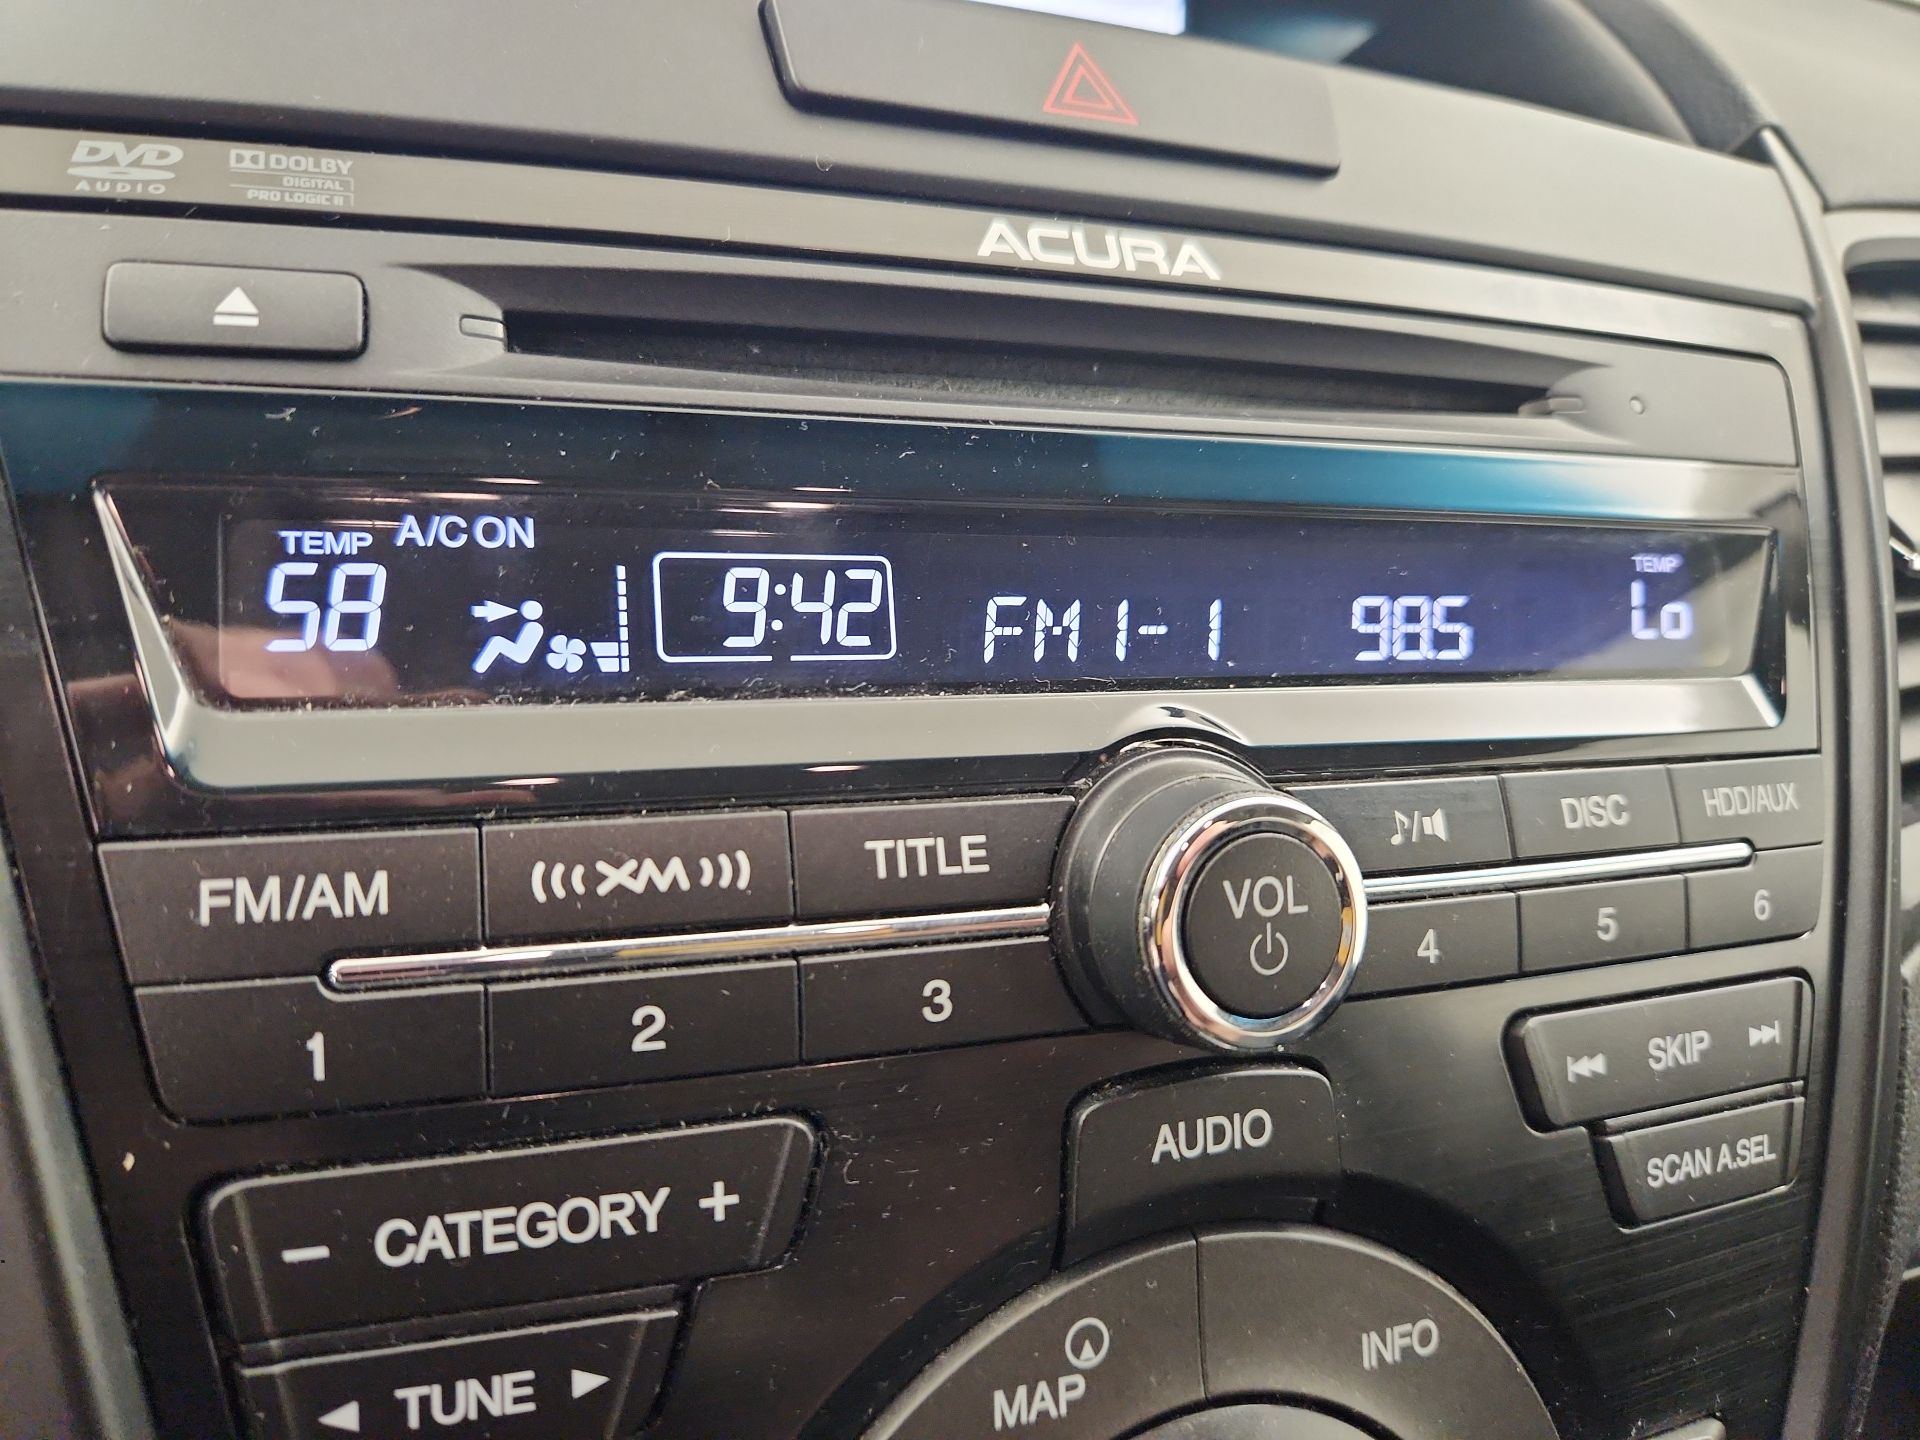 DVD
AUDIO
DOLBY
DIGITAL
PRO LOGIC II
ACURA
TEMP A/C ON
58
9:42
FM1-1
98.5
TEMP
Lo
FM/AM
XM
TITLE
VOL
DISC
HDD/AUX
1
2
3
4
5
6
SKIP
SCAN A.SEL
AUDIO
- CATEGORY +
TUNE
MAP
INFO